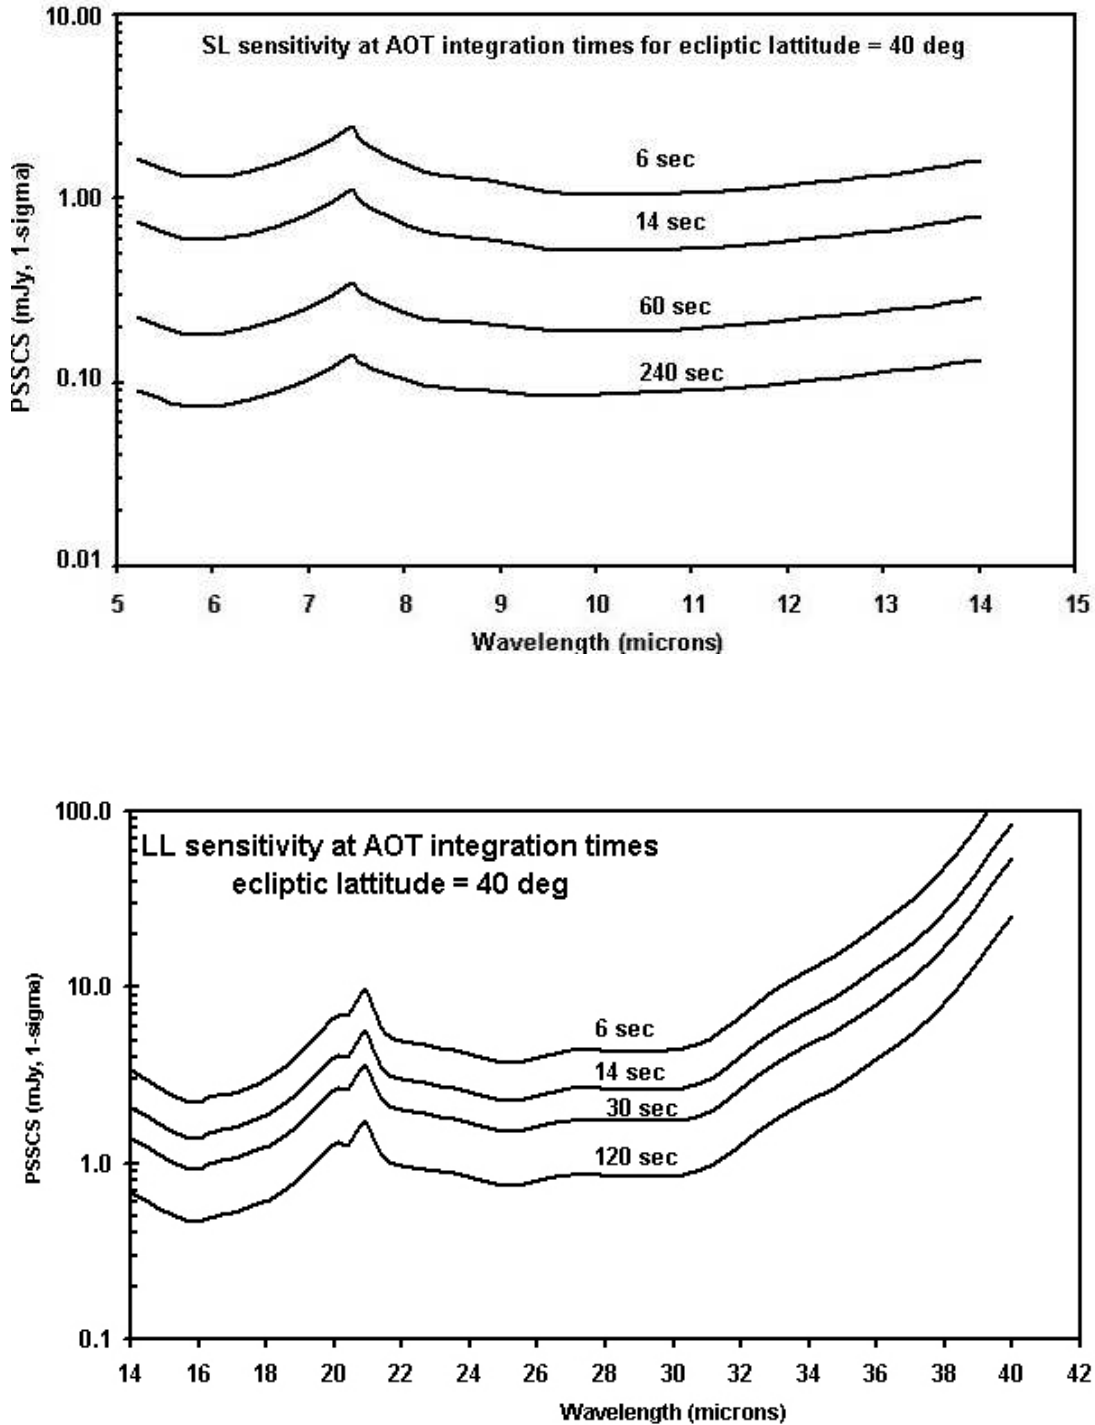 10.00
SL sensitivity at AOT integration times for ecliptic lattitude = 40 deg
6 sec
1.00
14 sec
60 sec
0.10
240 sec
0.01
PSSCS (mJy, 1-sigma)
5 6 7 8 9 10 11 12 13 14 15
Wavelength (microns)
100.0
LL sensitivity at AOT integration times
ecliptic lattitude = 40 deg
10.0
6 sec
14 sec
30 sec
1.0
120 sec
0.1
PSSCS (mJy, 1-sigma)
14 16 18 20 22 24 26 28 30 32 34 36 38 40 42
Wavelength (microns)